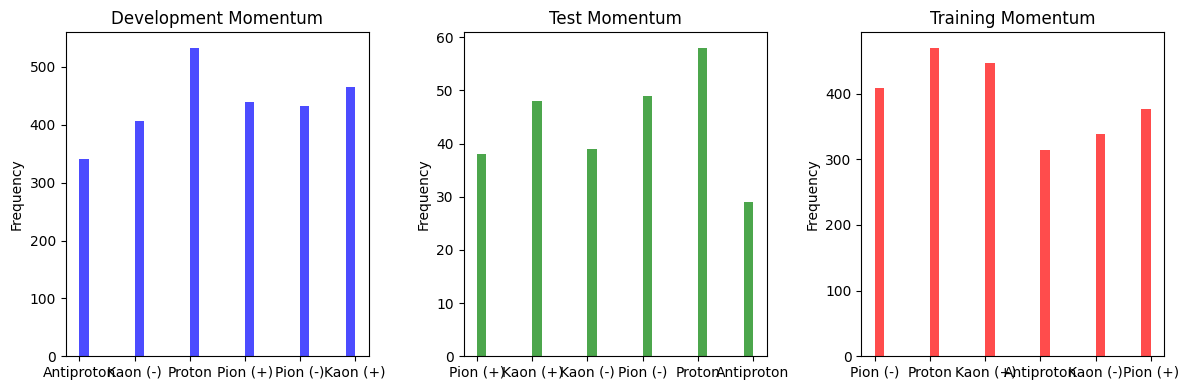 Development Momentum
Frequency
500
400
300
200
100
0
Antiproton Kaon (-) Proton Pion (+) Pion (-) Kaon (+)
Test Momentum
Frequency
60
50
40
30
20
10
0
Pion (+) Kaon (+) Kaon (-) Pion (-) Proton Antiproton
Training Momentum
Frequency
400
300
200
100
0
Pion (-) Proton Kaon (+) Antiproton Kaon (-) Pion (+)